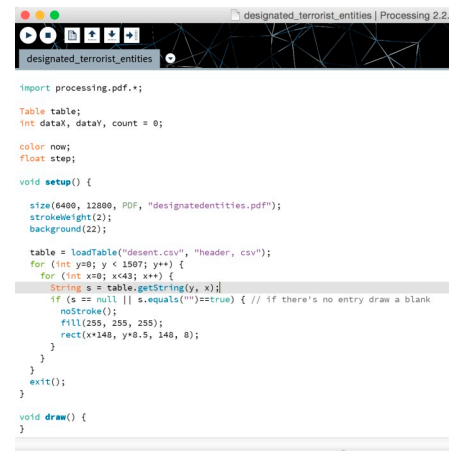 designated_terrorist_entities | Processing 2.2.
designated_terrorist_entities
import processing.pdf.*;
Table table;
int dataX, dataY, count = 0;
color now;
float step;
void setup() {
size(6400, 12800, PDF, "designatedentities.pdf");
strokeWeight(2);
background(22);
table = loadTable("desent.csv", "header, csv");
for (int y=0; y < 1507; y++) {
for (int x=0; x<43; x++) {
String s = table.getString(y, x);
if (s == null || s.equals("")==true) { // if there's no entry draw a blank
noStroke();
fill(255, 255, 255);
rect(x*148, y*8.5, 148, 8);
}
}
}
exit();
}
void draw() {
}